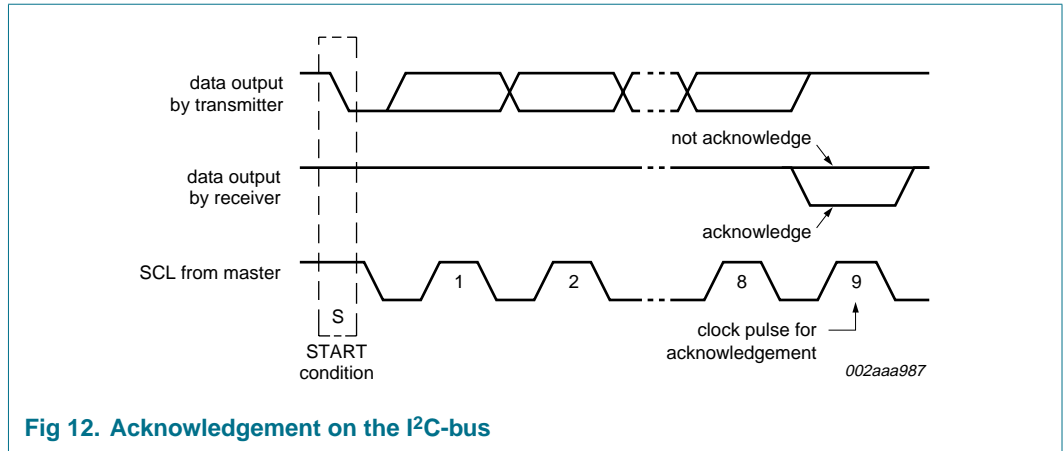 data output
by transmitter
not acknowledge
data output
by receiver
acknowledge
SCL from master
1
2
8
9
S
START
condition
clock pulse for
acknowledgement
002aaa987
Fig 12. Acknowledgement on the I²C-bus